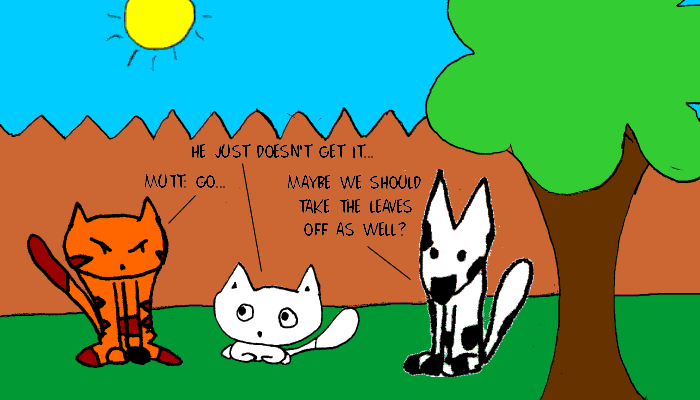 HE JUST DOESN'T GET IT...
MUTT: GO...
MAYBE WE SHOULD
TAKE THE LEAVES
OFF AS WELL?